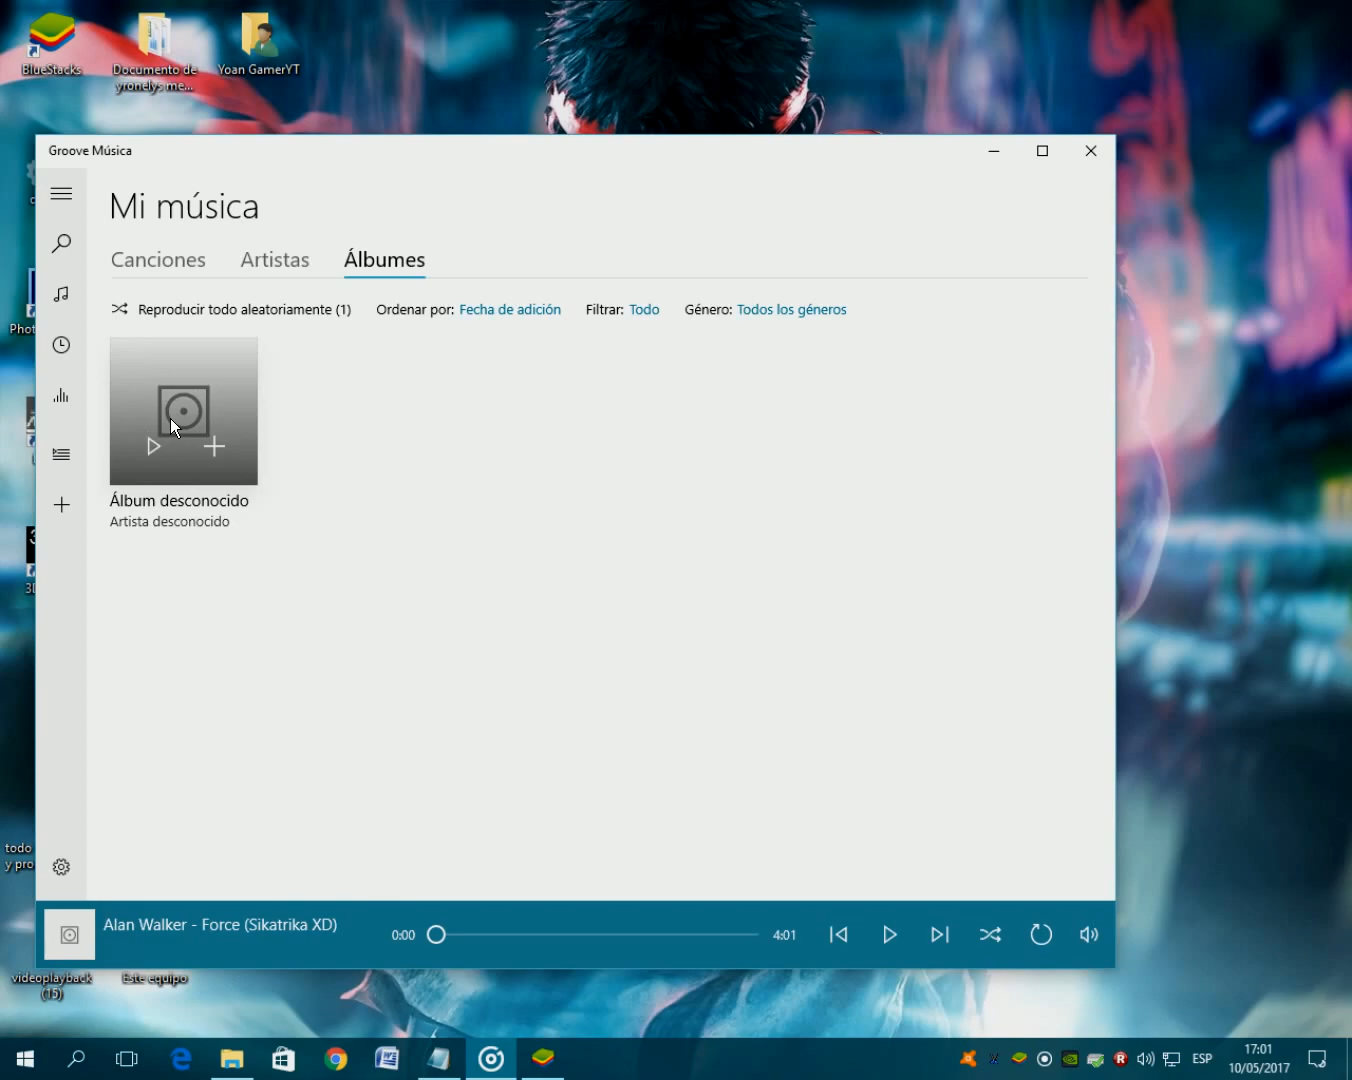 BlueStacks
Documento de
yronelys me...
Yoan GamerYT
Groove Música
Mi música
Canciones Artistas Álbumes
Reproducir todo aleatoriamente (1) Ordenar por: Fecha de adición Filtrar: Todo Género: Todos los géneros
Phot
Álbum desconocido
Artista desconocido
3D
todo
y pro
Alan Walker - Force (Sikatrika XD)
0:00
4:01
videoplayback
(15)
Este equipo
ESP
17:01
10/05/2017